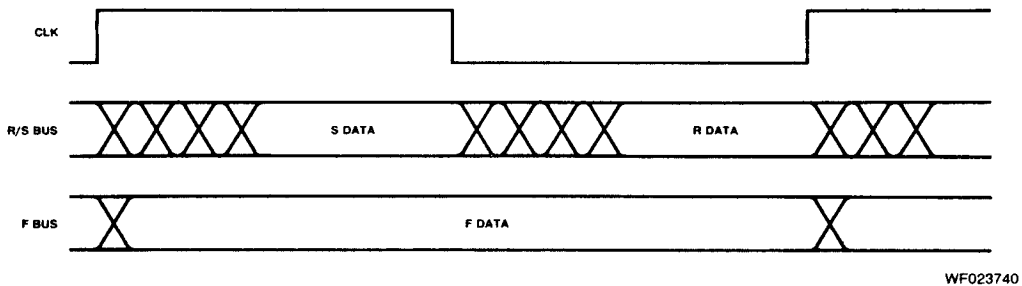 CLK
R/S BUS
S DATA
R DATA
F BUS
F DATA
WF023740